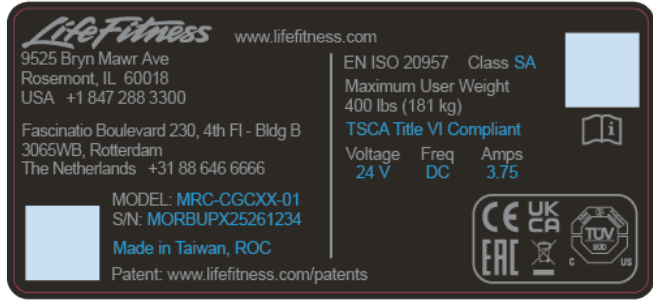 LifeFitness www.lifefitness.com
9525 Bryn Mawr Ave
Rosemont, IL 60018
USA +1 847 288 3300
Fascinatio Boulevard 230, 4th Fl - Bldg B
3065WB, Rotterdam
The Netherlands +31 88 646 6666
MODEL: MRC-CGCXX-01
S/N: MORBUPX25261234
Made in Taiwan, ROC
Patent: www.lifefitness.com/patents
EN ISO 20957 Class SA
Maximum User Weight
400 lbs (181 kg)
TSCA Title VI Compliant
Voltage Freq Amps
24 V DC 3.75
CE UK CA
EAC
TÜV
C US